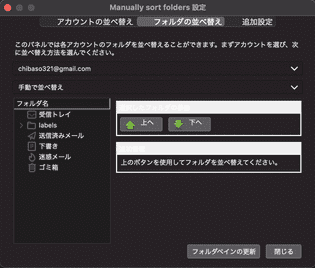 Manually sort folders 設定
アカウントの並べ替え フォルダの並べ替え 追加設定
このパネルでは各アカウントのフォルダを並べ替えることができます。まずアカウントを選び、次に並べ替え方法を選んでください。
chibaso321@gmail.com
手動で並べ替え
フォルダ名
受信トレイ
labels
送信済みメール
下書き
迷惑メール
ゴミ箱
上へ 下へ
上のボタンを使用してフォルダを並べ替えてください。
フォルダペインの更新 閉じる